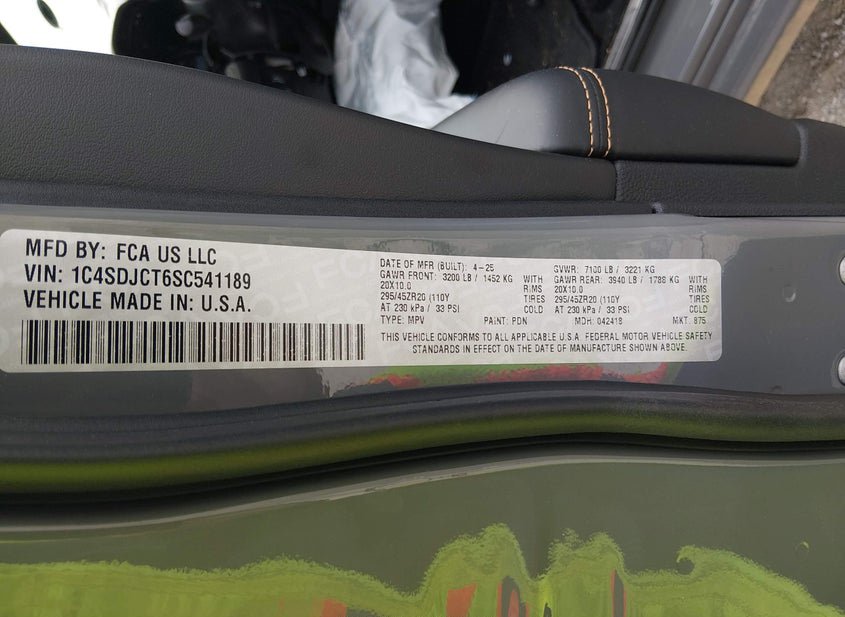 MFD BY: FCA US LLC
VIN: 1C4SDJCT6SC541189
VEHICLE MADE IN: U.S.A.
DATE OF MFR (BUILT): 4-25
GAWR FRONT: 3200 LB / 1452 KG WITH
20X10.0 RIMS
295/45ZR20 (110Y TIRES
AT 230 kPa / 33 PSI COLD
TYPE: MPV PAINT: PDN
GVWR: 7100 LB / 3221 KG
GAWR REAR: 3940 LB / 1788 KG WITH
20X10.0 RIMS
295/45ZR20 (110Y TIRES
AT 230 kPa / 33 PSI COLD
MDH: 042418 MKT: 875
THIS VEHICLE CONFORMS TO ALL APPLICABLE U.S.A. FEDERAL MOTOR VEHICLE SAFETY
STANDARDS IN EFFECT ON THE DATE OF MANUFACTURE SHOWN ABOVE.